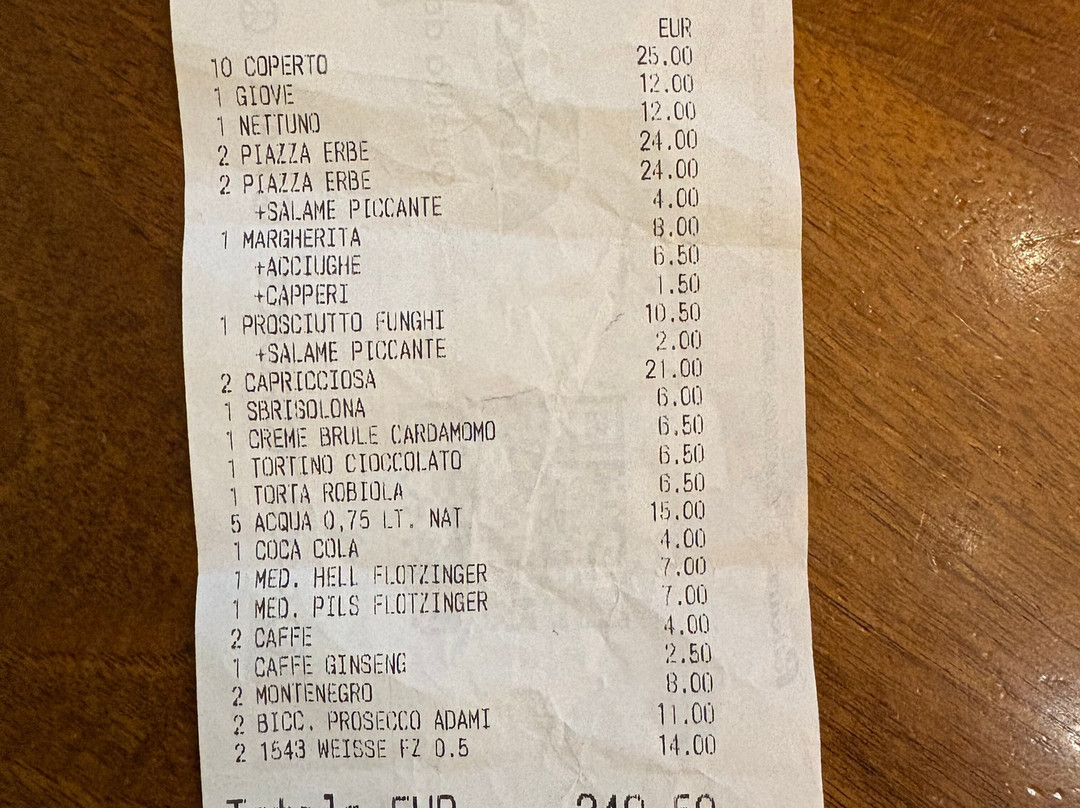 EUR
10 COPERTO 25.00
1 GIOVE 12.00
1 NETTUNO 12.00
2 PIAZZA ERBE 24.00
2 PIAZZA ERBE 24.00
+SALAME PICCANTE 4.00
1 MARGHERITA 8.00
+ACCIUGHE 6.50
+CAPPERI 1.50
1 PROSCIUTTO FUNGHI 10.50
+SALAME PICCANTE 2.00
2 CAPRICCIOSA 21.00
1 SBRISOLONA 6.00
1 CREME BRULE CARDAMOMO 6.50
1 TORTINO CIOCCOLATO 6.50
1 TORTA ROBIOLA 6.50
5 ACQUA 0,75 LT. NAT 15.00
1 COCA COLA 4.00
1 MED. HELL FLOTZINGER 7.00
1 MED. PILS FLOTZINGER 7.00
2 CAFFE 4.00
1 CAFFE GINSENG 2.50
2 MONTENEGRO 8.00
2 BICC. PROSECCO ADAMI 11.00
2 1543 WEISSE FZ 0.5 14.00
Totale EUR